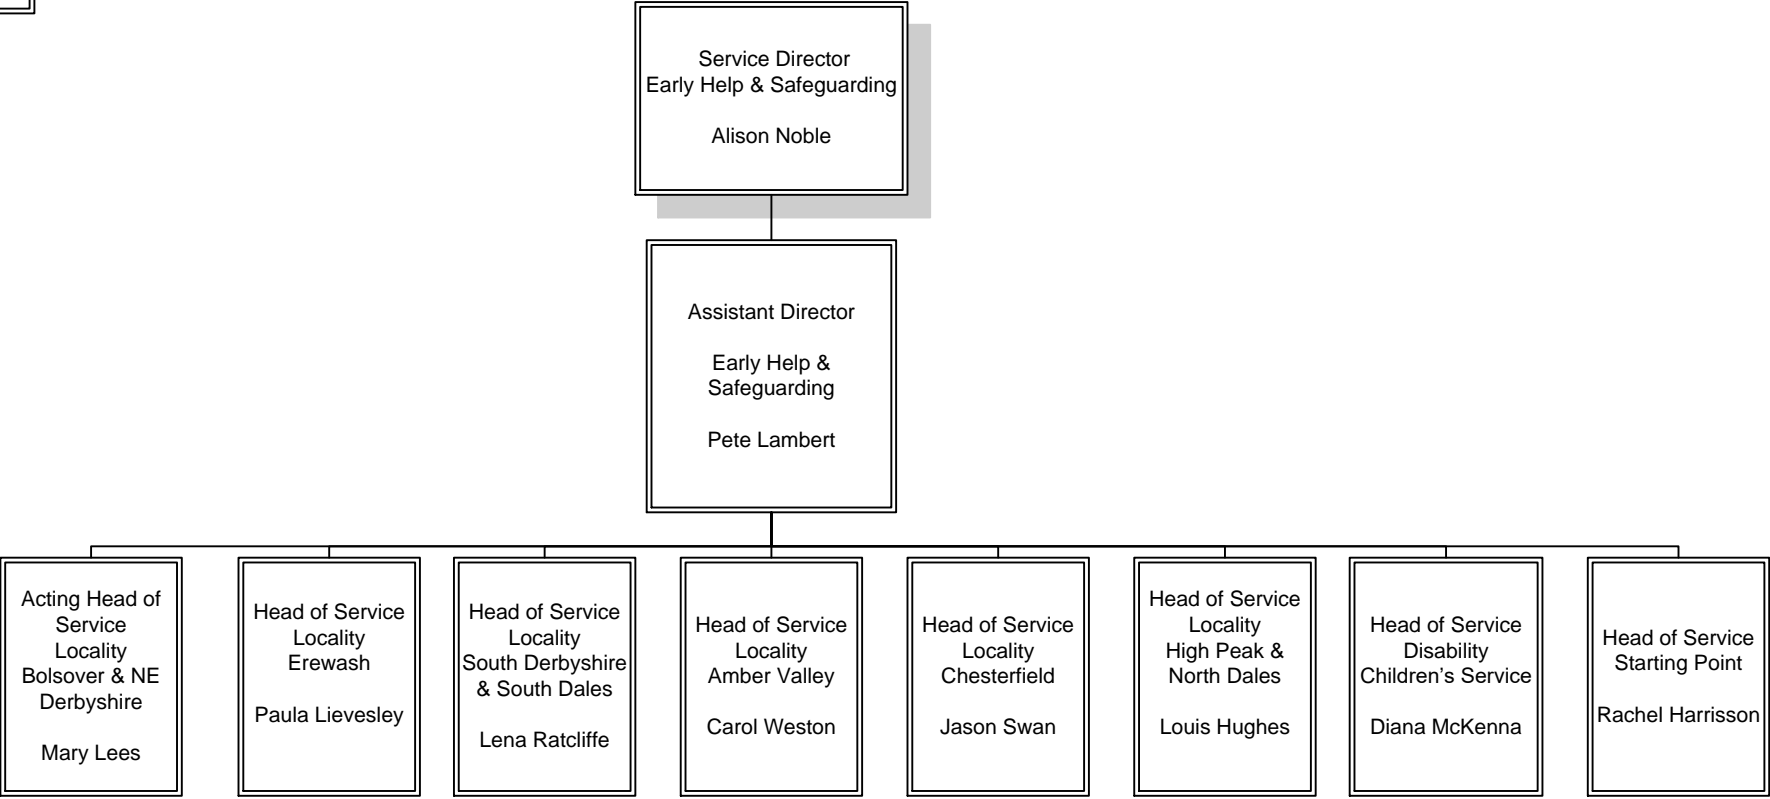 Service Director
Early Help & Safeguarding
Alison Noble
Assistant Director
Early Help &
Safeguarding
Pete Lambert
Acting Head of
Service
Locality
Bolsover & NE
Derbyshire
Mary Lees
Head of Service
Locality
Erewash
Paula Lievesley
Head of Service
Locality
South Derbyshire
& South Dales
Lena Ratcliffe
Head of Service
Locality
Amber Valley
Carol Weston
Head of Service
Locality
Chesterfield
Jason Swan
Head of Service
Locality
High Peak &
North Dales
Louis Hughes
Head of Service
Disability
Children’s Service
Diana McKenna
Head of Service
Starting Point
Rachel Harrisson